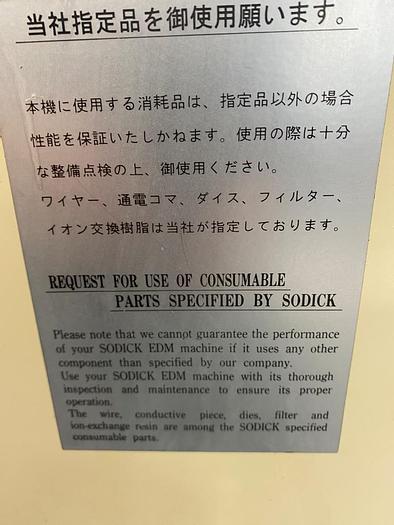 当社指定品を御使用願います。
本機に使用する消耗品は、指定品以外の場合
性能を保証いたしかねます。使用の際は十分
な整備点検の上、御使用ください。
ワイヤー、通電コマ、ダイス、フィルター、
イオン交換樹脂は当社が指定しております。
REQUEST FOR USE OF CONSUMABLE
PARTS SPECIFIED BY SODICK
Please note that we cannot guarantee the performance
of your SODICK EDM machine if it uses any other
component than specified by our company.
Use your SODICK EDM machine with its thorough
inspection and maintenance to ensure its proper
operation.
The wire, conductive piece, dies, filter and
ion-exchange resin are among the SODICK specified
consumable parts.